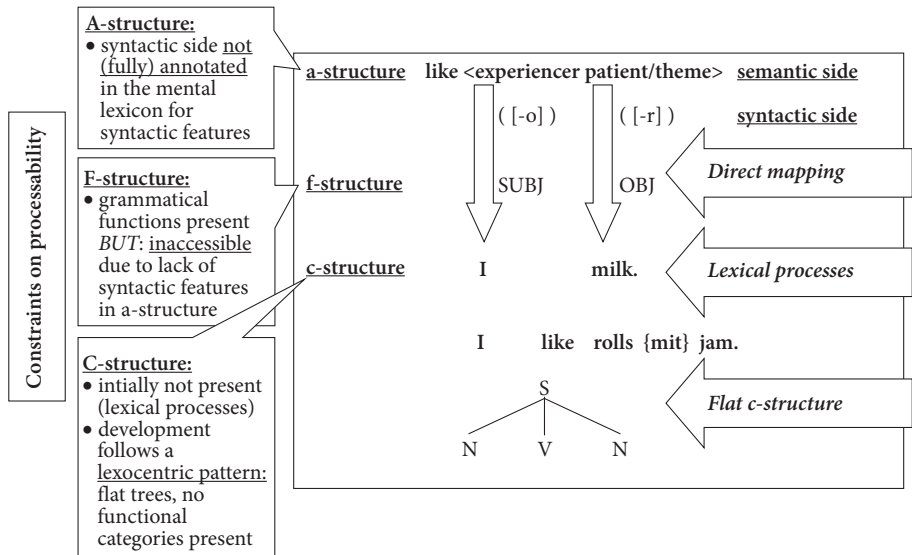 Constraints on processability
A-structure:
• syntactic side not
(fully) annotated
in the mental
lexicon for
syntactic features
F-structure:
• grammatical
functions present
BUT: inaccessible
due to lack of
syntactic features
in a-structure
C-structure:
• intially not present
(lexical processes)
• development
follows a
lexocentric pattern:
flat trees, no
functional
categories present
a-structure like <experiencer patient/theme> semantic side
( [-o] ) ( [-r] ) syntactic side
Direct mapping
f-structure SUBJ OBJ
c-structure I milk. Lexical processes
I like rolls {mit} jam.
S
Flat c-structure
N V N